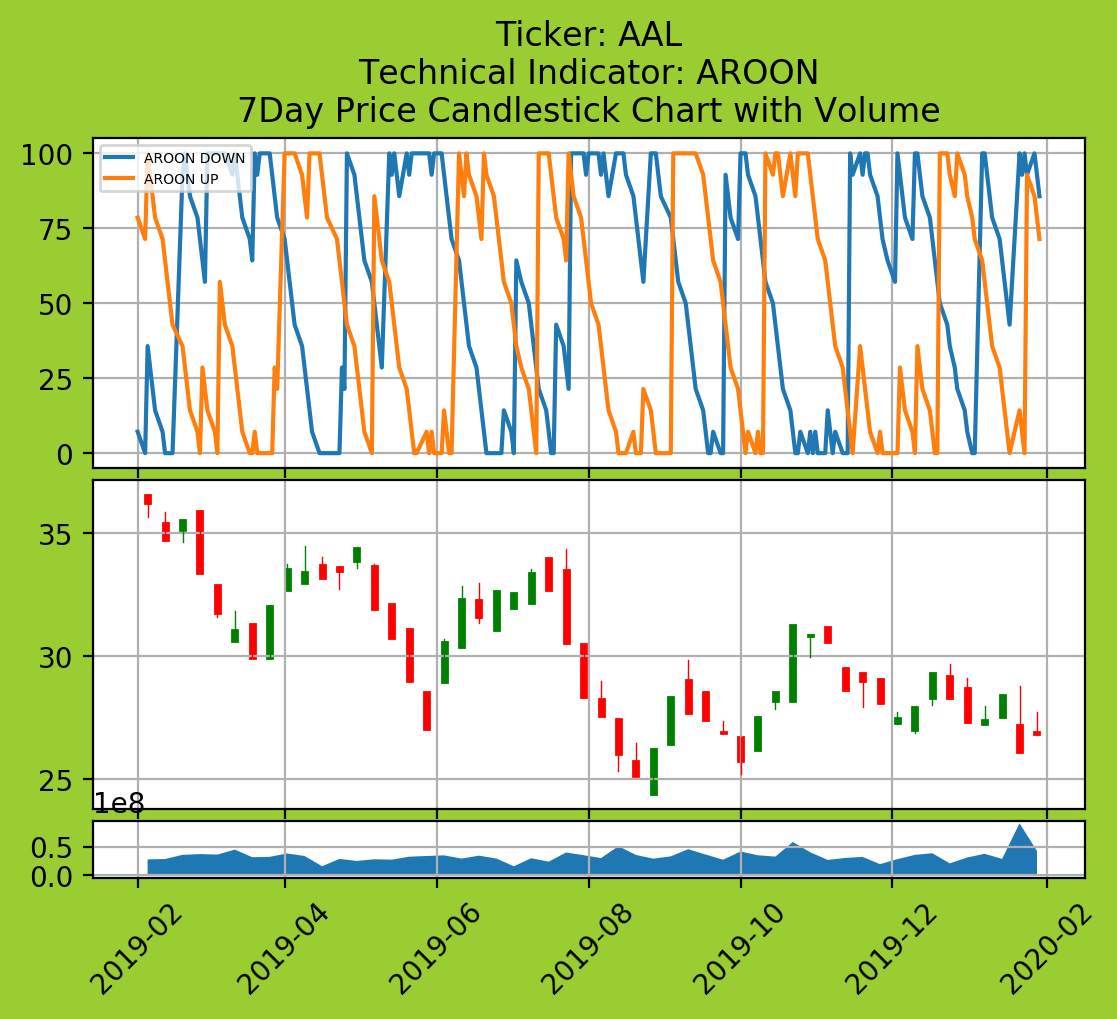 Ticker: AAL
Technical Indicator: AROON
7Day Price Candlestick Chart with Volume
100
75
50
25
0
AROON DOWN
AROON UP
35
30
25
1e8
0.5
0.0
2019-02
2019-04
2019-06
2019-08
2019-10
2019-12
2020-02